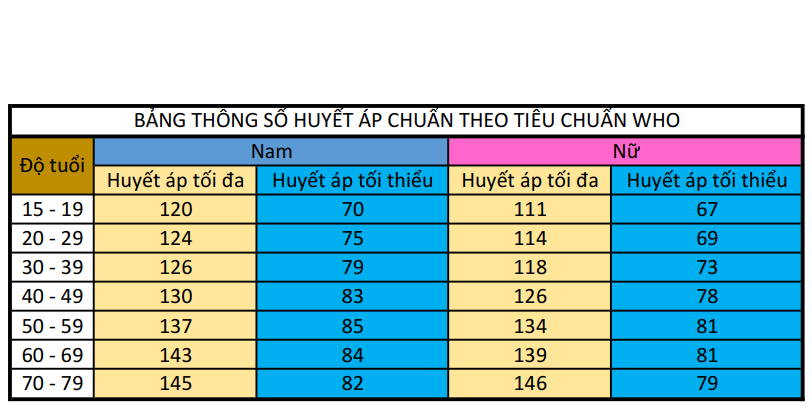 BẢNG THÔNG SỐ HUYẾT ÁP CHUẨN THEO TIÊU CHUẨN WHO
Độ tuổi Nam Nữ
Huyết áp tối đa Huyết áp tối thiểu Huyết áp tối đa Huyết áp tối thiểu
15 - 19 120 70 111 67
20 - 29 124 75 114 69
30 - 39 126 79 118 73
40 - 49 130 83 126 78
50 - 59 137 85 134 81
60 - 69 143 84 139 81
70 - 79 145 82 146 79